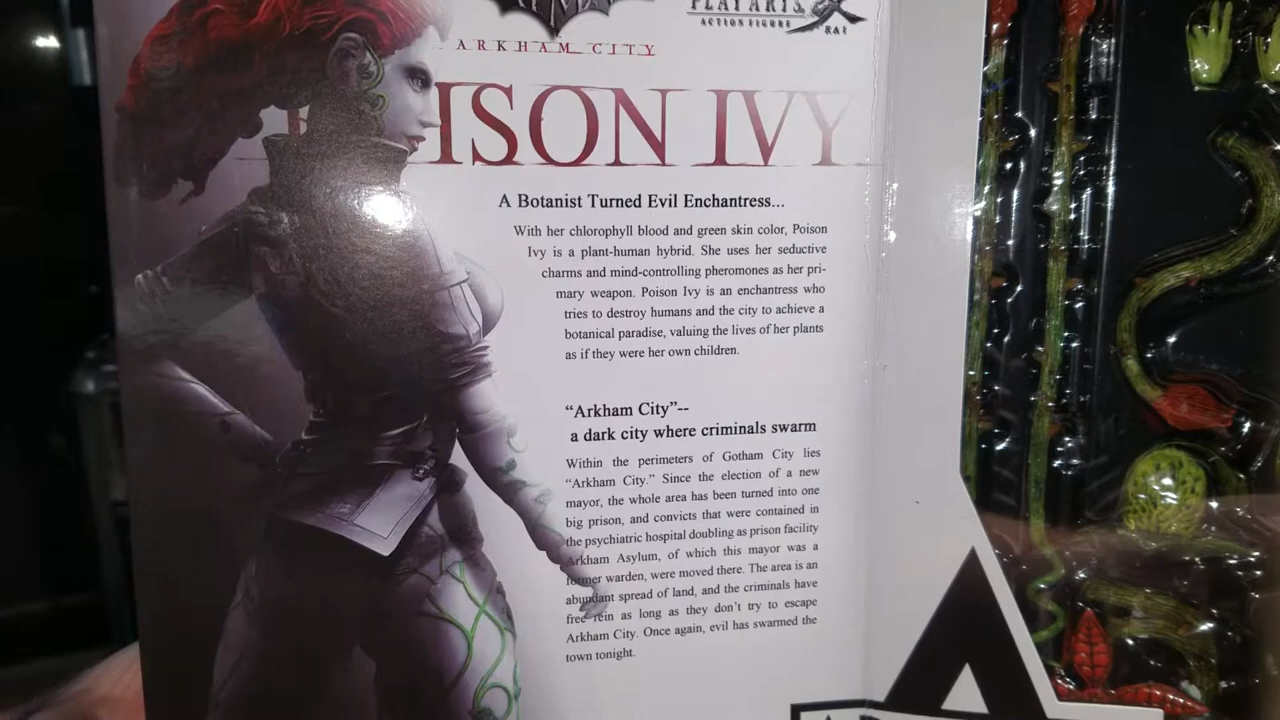 PLAY ARTS
ACTION FIGURE
KAI
ARKHAM CITY
ISON IVY
A Botanist Turned Evil Enchantress...
With her chlorophyll blood and green skin color, Poison
Ivy is a plant-human hybrid. She uses her seductive
charms and mind-controlling pheromones as her pri-
mary weapon. Poison Ivy is an enchantress who
tries to destroy humans and the city to achieve a
botanical paradise, valuing the lives of her plants
as if they were her own children.
“Arkham City”--
a dark city where criminals swarm
Within the perimeters of Gotham City lies
“Arkham City.” Since the election of a new
mayor, the whole area has been turned into one
big prison, and convicts that were contained in
the psychiatric hospital doubling as prison facility
Arkham Asylum, of which this mayor was a
former warden, were moved there. The area is an
abundant spread of land, and the criminals have
free rein as long as they don’t try to escape
Arkham City. Once again, evil has swarmed the
town tonight.